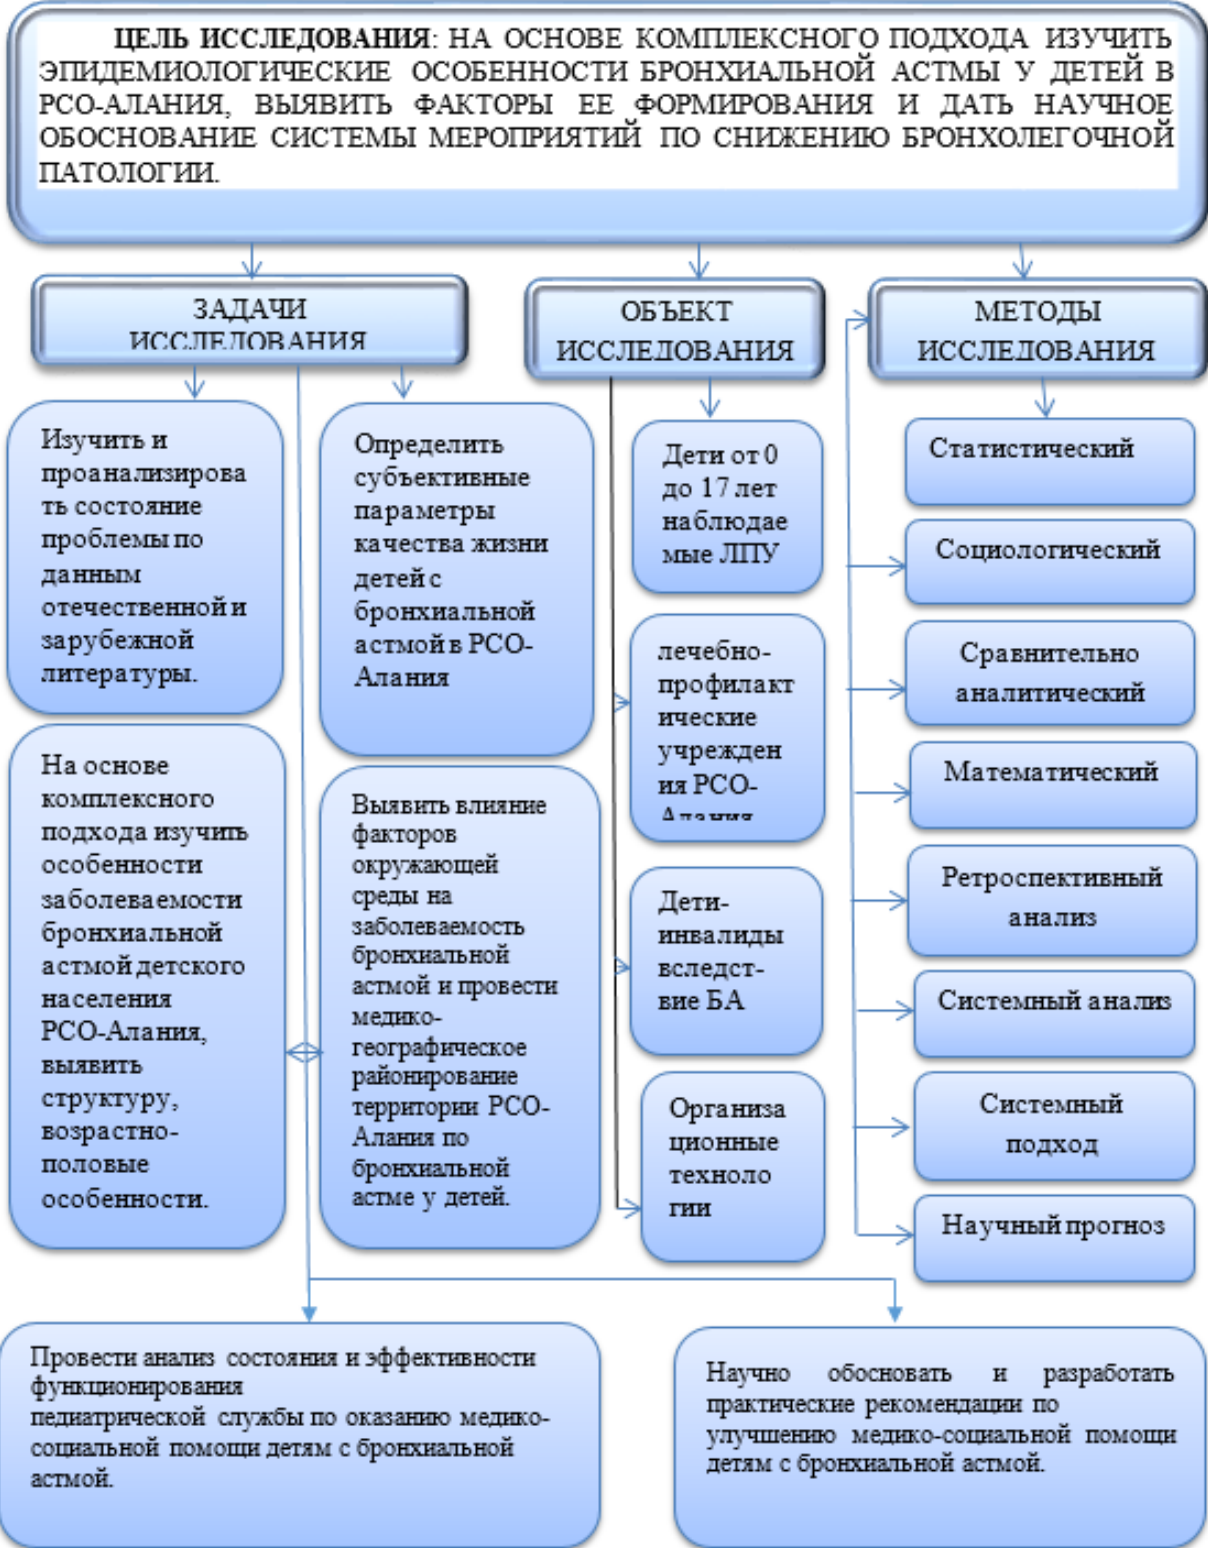 ЦЕЛЬ ИССЛЕДОВАНИЯ: НА ОСНОВЕ КОМПЛЕКСНОГО ПОДХОДА ИЗУЧИТЬ
ЭПИДЕМИОЛОГИЧЕСКИЕ ОСОБЕННОСТИ БРОНХИАЛЬНОЙ АСТМЫ У ДЕТЕЙ В
РСО-АЛАНИЯ, ВЫЯВИТЬ ФАКТОРЫ ЕЕ ФОРМИРОВАНИЯ И ДАТЬ НАУЧНОЕ
ОБОСНОВАНИЕ СИСТЕМЫ МЕРОПРИЯТИЙ ПО СНИЖЕНИЮ БРОНХОЛЕГОЧНОЙ
ПАТОЛОГИИ.
ЗАДАЧИ
ИССЛЕДОВАНИЯ
Изучить и
проанализирова
ть состояние
проблемы по
данным
отечественной и
зарубежной
литературы.
Определить
субъективные
параметры
качества жизни
детей с
бронхиальной
астмой в РСО-
Алания
На основе
комплексного
подхода изучить
особенности
заболеваемости
бронхиальной
астмой детского
населения
РСО-Алания,
выявить
структуру,
возрастно-
половые
особенности.
Выявить влияние
факторов
окружающей
среды на
заболеваемость
бронхиальной
астмой и провести
медико-
географическое
районирование
территории РСО-
Алания по
бронхиальной
астме у детей.
ОБЪЕКТ
ИССЛЕДОВАНИЯ
Дети от 0
до 17 лет
наблюдае
мые ЛПУ
лечебно-
профилакт
ические
учрежден
ия РСО-
Алания
Дети-
инвалиды
вследст-
вие БА
Организа
ционные
техноло
гии
МЕТОДЫ
ИССЛЕДОВАНИЯ
Статистический
Социологический
Сравнительно
аналитический
Математический
Ретроспективный
анализ
Системный анализ
Системный
подход
Научный прогноз
Провести анализ состояния и эффективности
функционирования
педиатрической службы по оказанию медико-
социальной помощи детям с бронхиальной
астмой.
Научно обосновать и разработать
практические рекомендации по
улучшению медико-социальной помощи
детям с бронхиальной астмой.